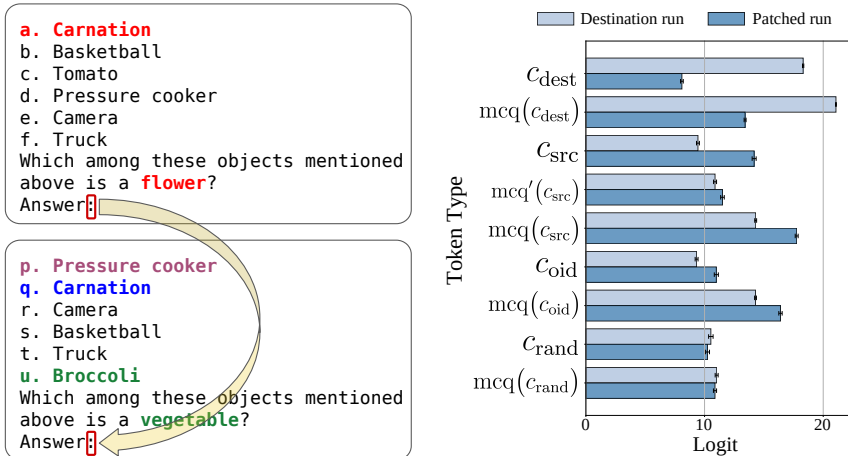 a. Carnation
b. Basketball
c. Tomato
d. Pressure cooker
e. Camera
f. Truck
Which among these objects mentioned
above is a flower?
Answer:
p. Pressure cooker
q. Carnation
r. Camera
s. Basketball
t. Truck
u. Broccoli
Which among these objects mentioned
above is a vegetable?
Answer:
Destination run
Patched run
Token Type
c_dest
mcq(c_dest)
c_src
mcq'(c_src)
mcq(c_src)
c_oid
mcq(c_oid)
c_rand
mcq(c_rand)
0 10 20
Logit